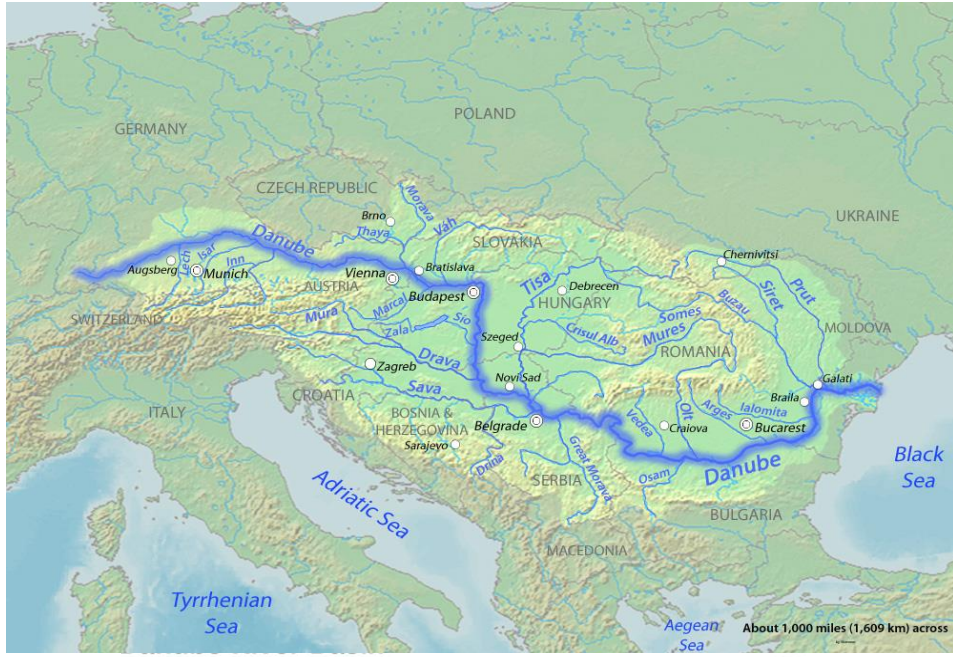 POLAND
GERMANY
CZECH REPUBLIC
Morava
UKRAINE
Brno
Vah
Thaya
Danube
SLOVAKIA
Isar
Lech
Inn
Augsberg
Munich
Vienna
Bratislava
Chernivitsi
AUSTRIA
Budapest
Tisa
Debrecen
HUNGARY
Siret
Prut
Buzau
SWITZERLAND
Mura
Marcal
Zalal
Sio
Somes
Mures
Crisul Alb
MOLDOVA
Szeged
ROMANIA
Drava
Zagreb
Novi Sad
Galati
Sava
CROATIA
Braila
ITALY
BOSNIA &
HERZEGOVINA
Belgrade
Vedea
Olt
Arges
Ialomita
Craiova
Bucarest
Sarajeyo
Drina
Great Morava
Danube
Black
Sea
SERBIA
Osam
Adriatic Sea
BULGARIA
MACEDONIA
Tyrrhenian
Sea
Aegean
Sea
About 1,000 miles (1,609 km) across